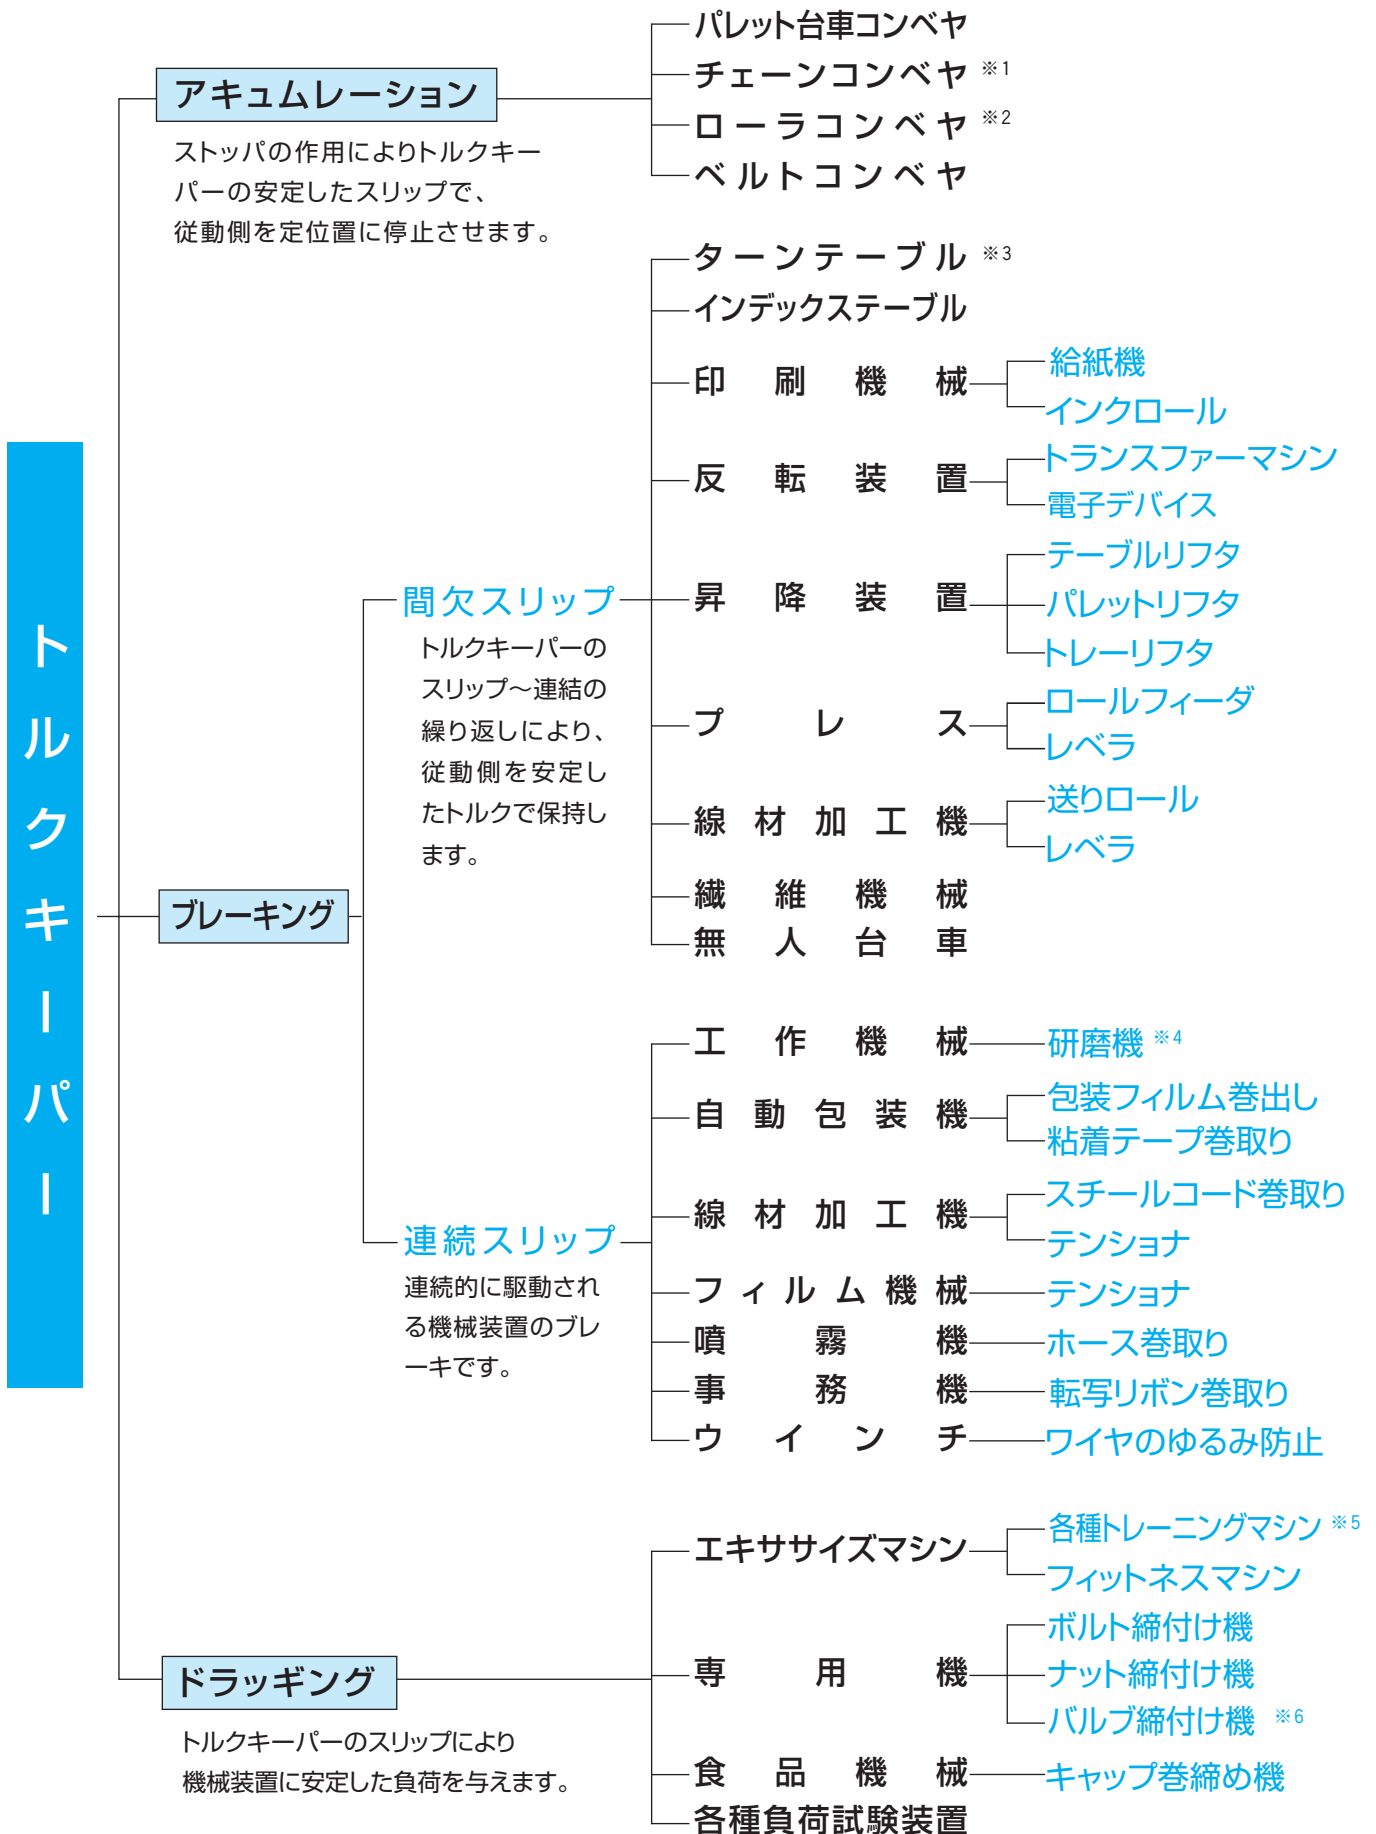 トルクキーパー
アキュムレーション
ストッパの作用によりトルクキー
パーの安定したスリップで、
従動側を定位置に停止させます。
パレット台車コンベヤ
チェーンコンベヤ ※1
ローラコンベヤ ※2
ベルトコンベヤ
ブレーキング
間欠スリップ
トルクキーパーの
スリップ～連結の
繰り返しにより、
従動側を安定し
たトルクで保持し
ます。
ターンテーブル ※3
インデックステーブル
印刷機械
給紙機
インクロール
反転装置
トランスファーマシン
電子デバイス
昇降装置
テーブルリフタ
パレットリフタ
トレーリフタ
プレス
ロールフィーダ
レベラ
線材加工機
送りロール
レベラ
繊維機械
無人台車
連続スリップ
連続的に駆動され
る機械装置のブレ
ーキです。
工作機械
研磨機 ※4
自動包装機
包装フィルム巻出し
粘着テープ巻取り
線材加工機
スチールコード巻取り
テンショナ
フィルム機械
テンショナ
噴霧機
ホース巻取り
事務機
転写リボン巻取り
ウインチ
ワイヤのゆるみ防止
ドラッギング
トルクキーパーのスリップにより
機械装置に安定した負荷を与えます。
エキササイズマシン
各種トレーニングマシン ※5
フィットネスマシン
専用機
ボルト締付け機
ナット締付け機
バルブ締付け機 ※6
食品機械
キャップ巻締め機
各種負荷試験装置